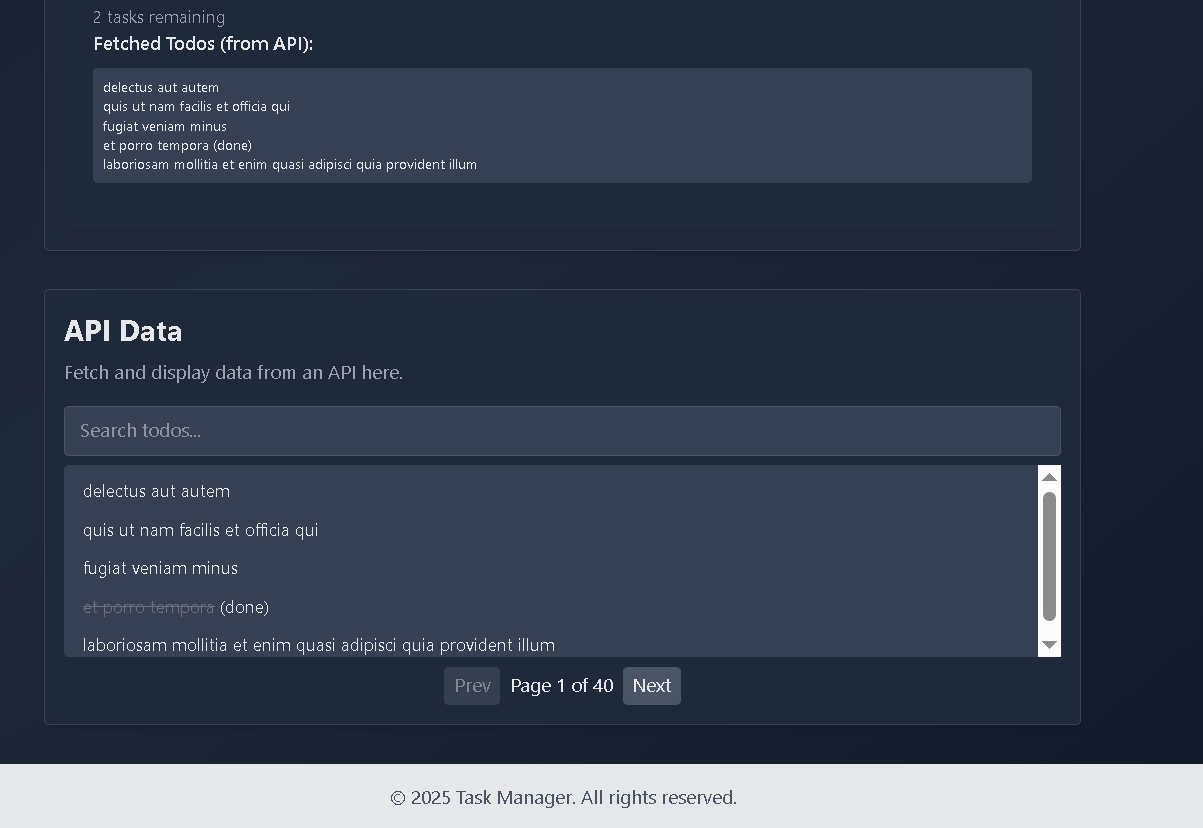 2 tasks remaining
Fetched Todos (from API):
delectus aut autem
quis ut nam facilis et officia qui
fugiat veniam minus
et porro tempora (done)
laboriosam mollitia et enim quasi adipisci quia provident illum
API Data
Fetch and display data from an API here.
Search todos...
delectus aut autem
quis ut nam facilis et officia qui
fugiat veniam minus
et porro tempora (done)
laboriosam mollitia et enim quasi adipisci quia provident illum
Prev Page 1 of 40 Next
© 2025 Task Manager. All rights reserved.